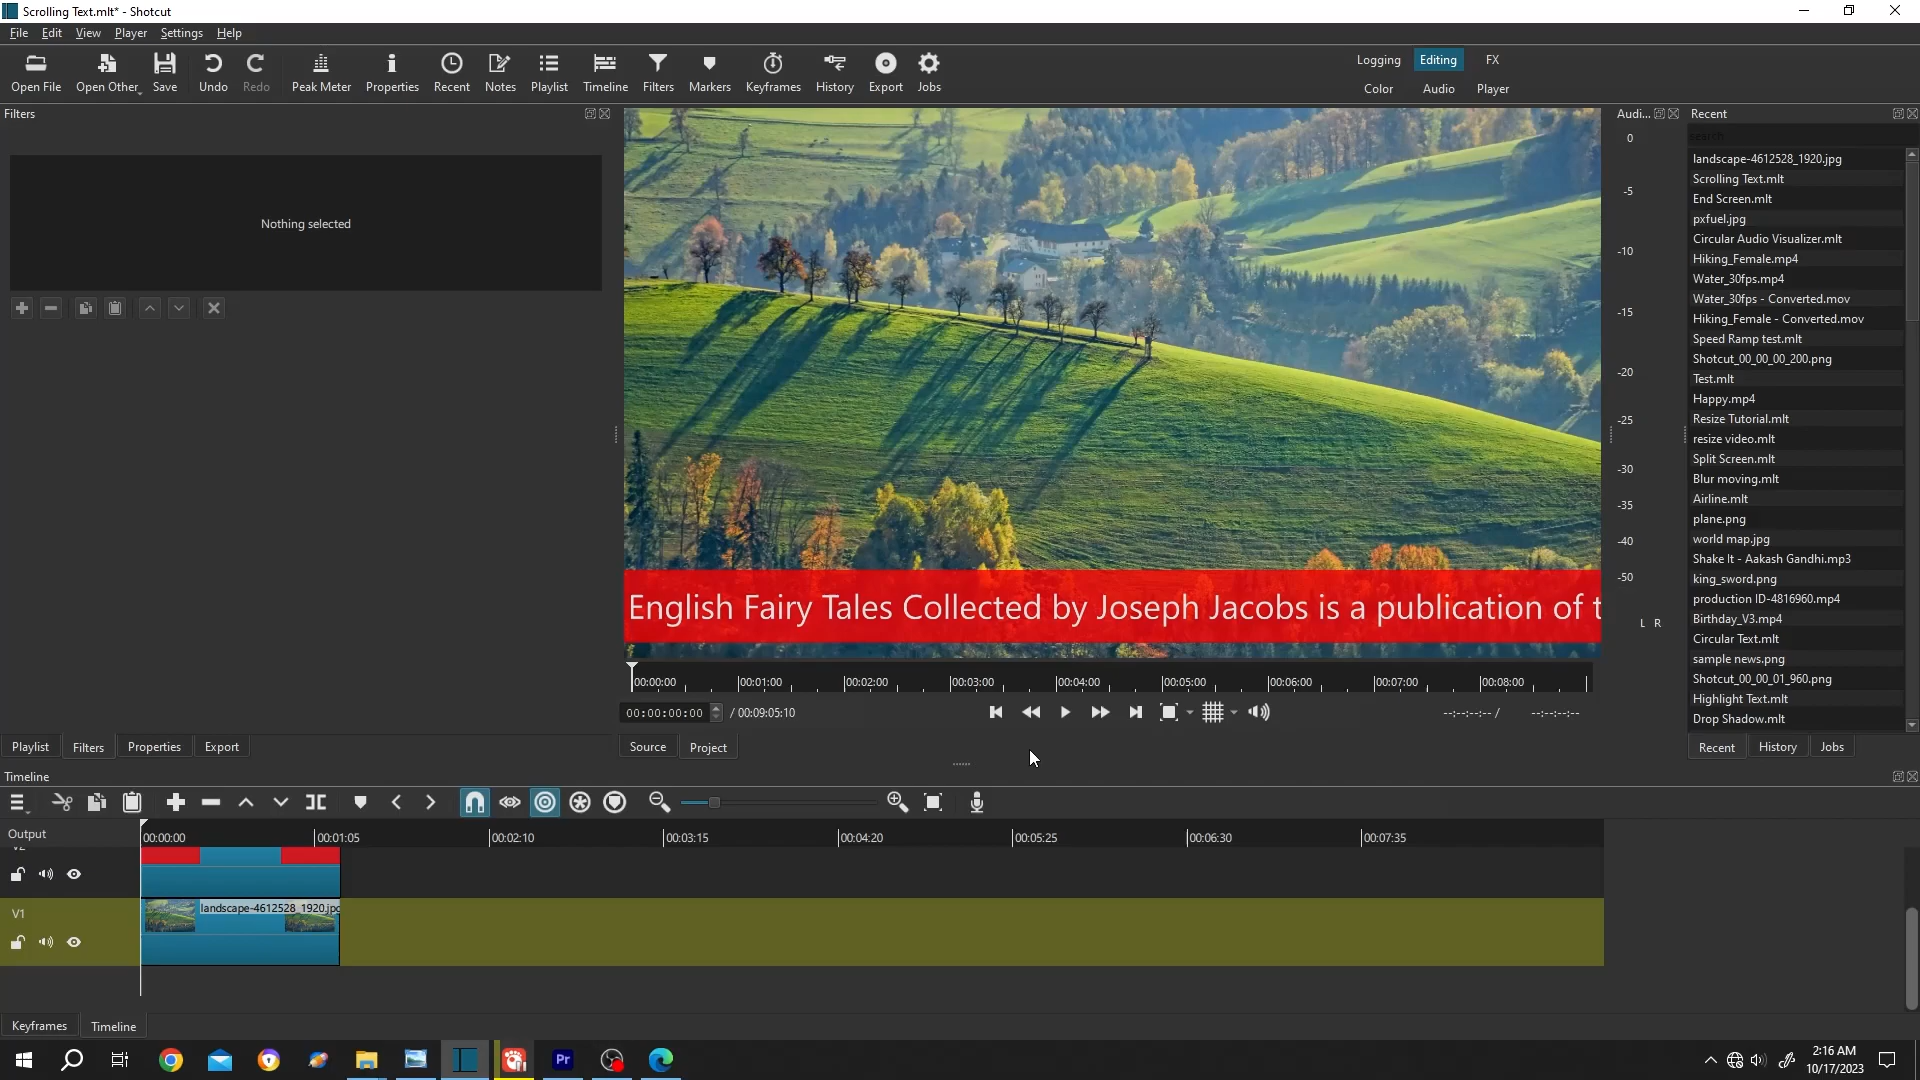 Scrolling Text.mlt* - Shotcut
File Edit View Player Settings Help
Open File Open Other Save Undo Redo Peak Meter Properties Recent Notes Playlist Timeline Filters Markers Keyframes History Export Jobs
Logging Editing FX
Color Audio Player
Filters
Nothing selected
Playlist Filters Properties Export
English Fairy Tales Collected by Joseph Jacobs is a publication of t
00:00:00 00:01:00 00:02:00 00:03:00 00:04:00 00:05:00 00:06:00 00:07:00 00:08:00
00:00:00:00 / 00:09:05:10
--:--:--:-- / --:--:--:--
Source Project
Audi...
0
-5
-10
-15
-20
-25
-30
-35
-40
-50
L R
Recent
search
landscape-4612528_1920.jpg
Scrolling Text.mlt
End Screen.mlt
pxfuel.jpg
Circular Audio Visualizer.mlt
Hiking_Female.mp4
Water_30fps.mp4
Water_30fps - Converted.mov
Hiking_Female - Converted.mov
Speed Ramp test.mlt
Shotcut_00_00_00_200.png
Test.mlt
Happy.mp4
Resize Tutorial.mlt
resize video.mlt
Split Screen.mlt
Blur moving.mlt
Airline.mlt
plane.png
world map.jpg
Shake It - Aakash Gandhi.mp3
king_sword.png
production ID-4816960.mp4
Birthday_V3.mp4
Circular Text.mlt
sample news.png
Shotcut_00_00_01_960.png
Highlight Text.mlt
Drop Shadow.mlt
Recent History Jobs
Timeline
Output
00:00:00 00:01:05 00:02:10 00:03:15 00:04:20 00:05:25 00:06:30 00:07:35
V1
landscape-4612528_1920.jpg
Keyframes Timeline
Pr
2:16 AM
10/17/2023